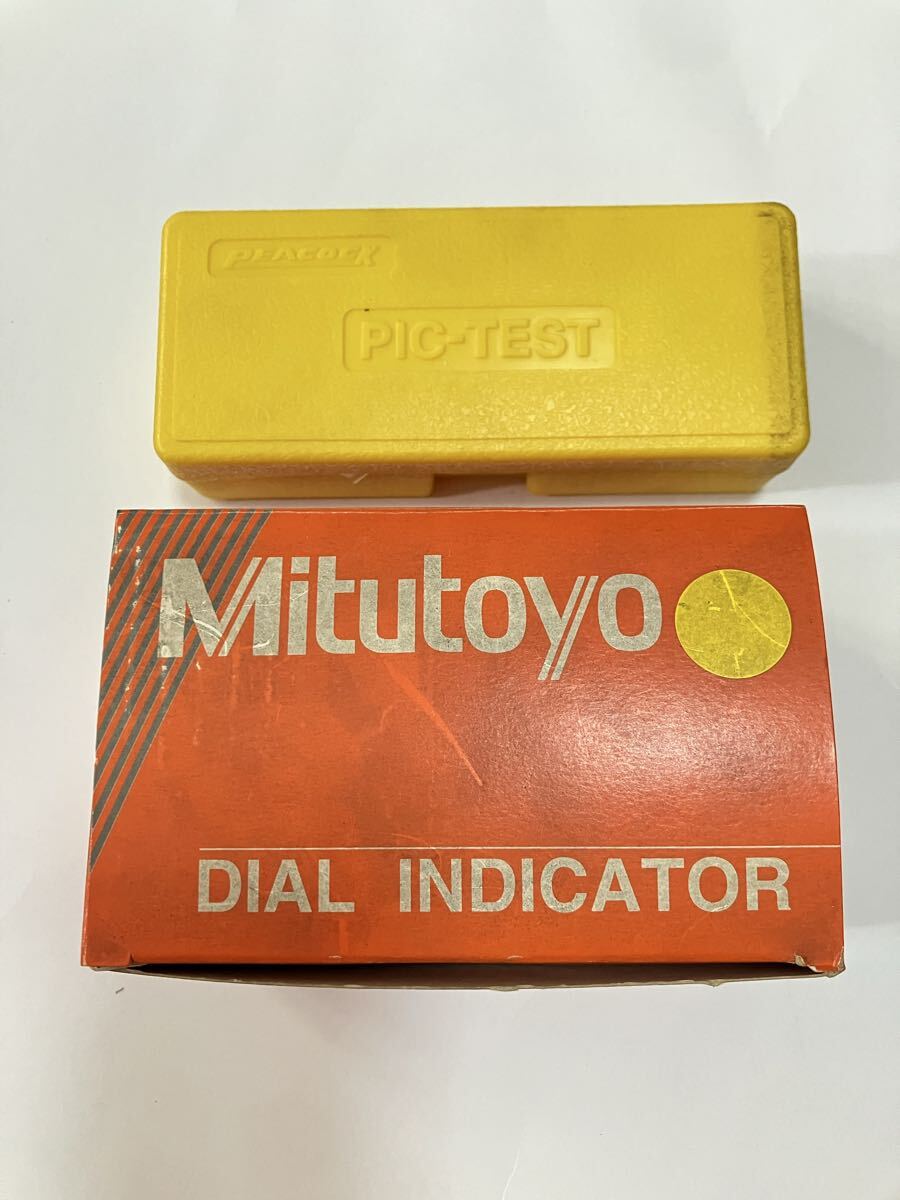 PEACOCK
PIC-TEST
Mitutoyo
DIAL INDICATOR